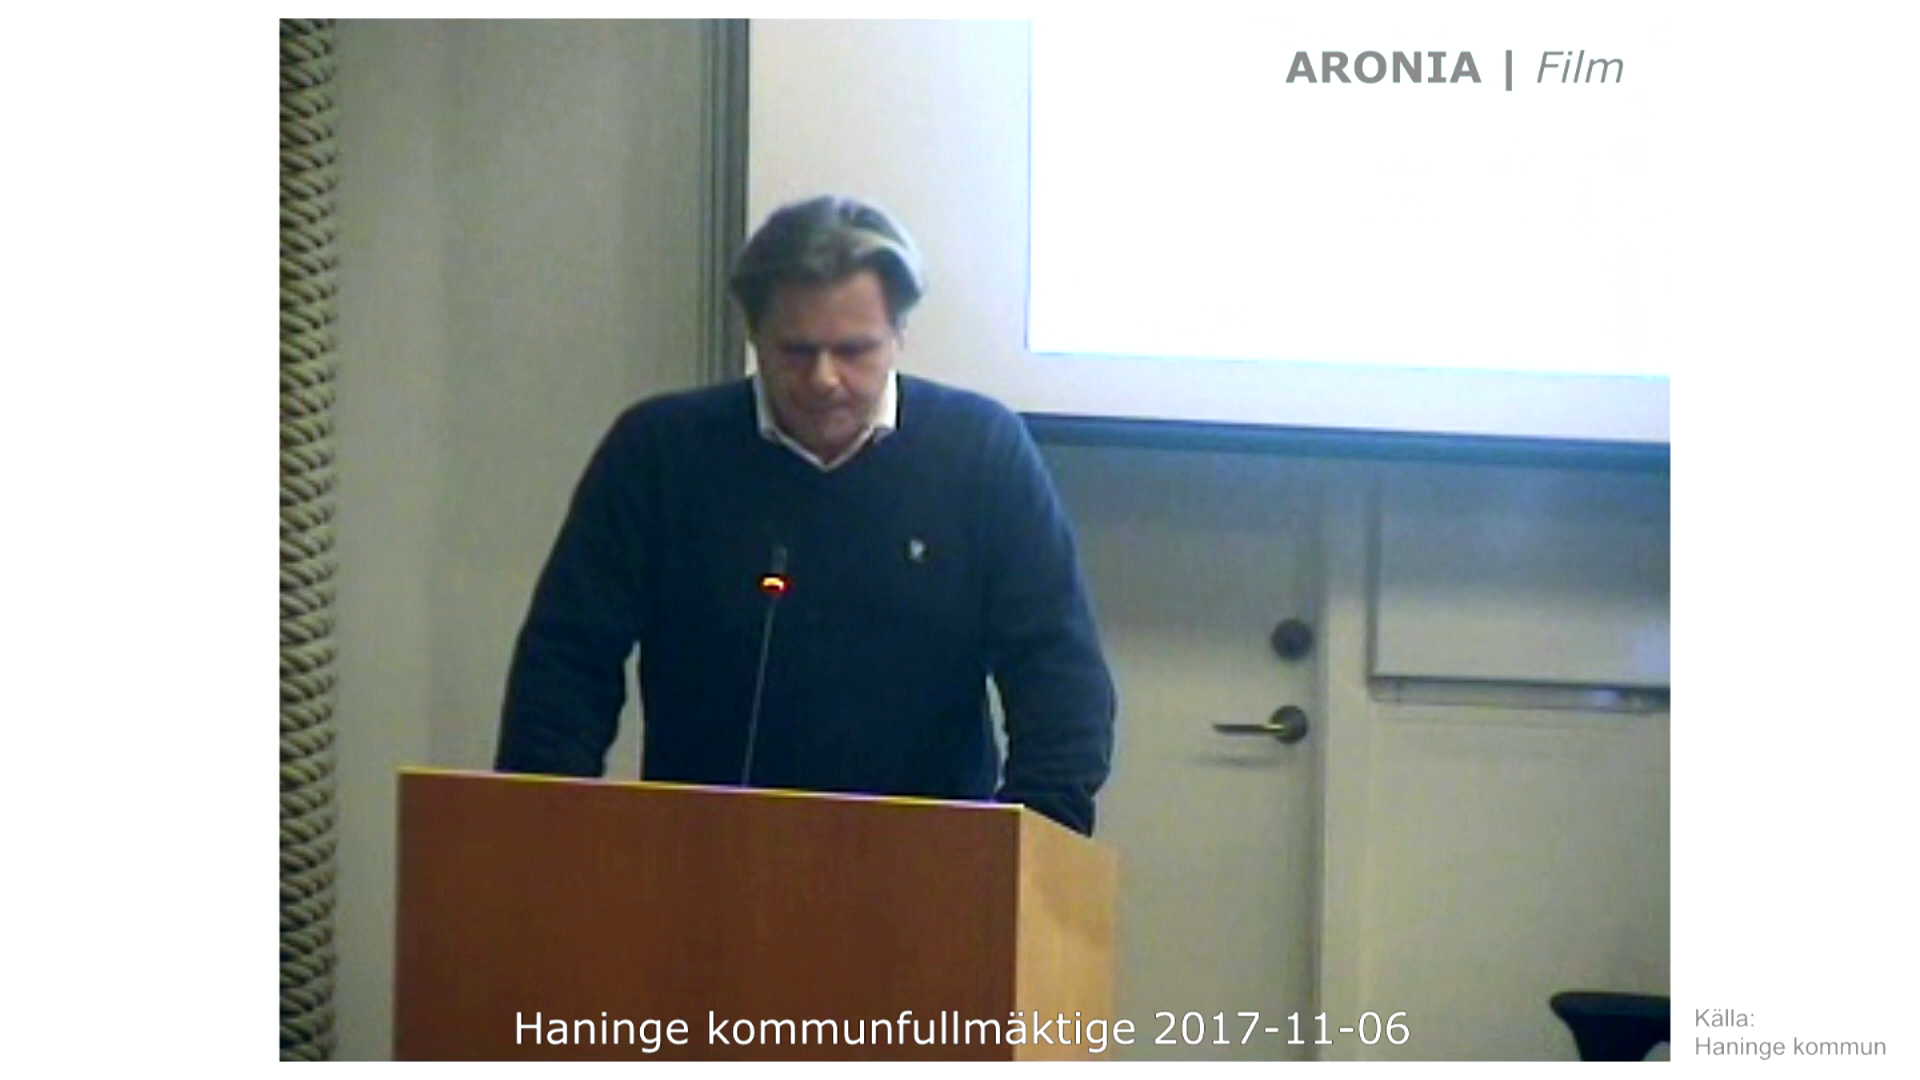 ARONIA | Film
Haninge kommunfullmäktige 2017-11-06
Källa:
Haninge kommun